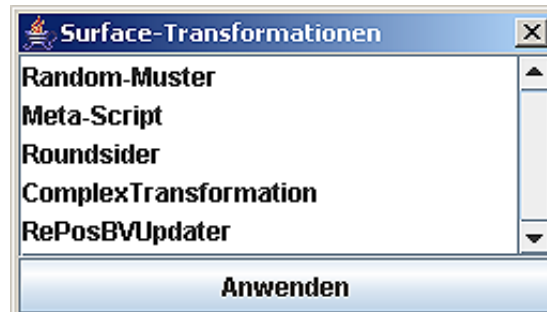 Surface-Transformationen
Random-Muster
Meta-Script
Roundsider
ComplexTransformation
RePosBVUpdater
Anwenden